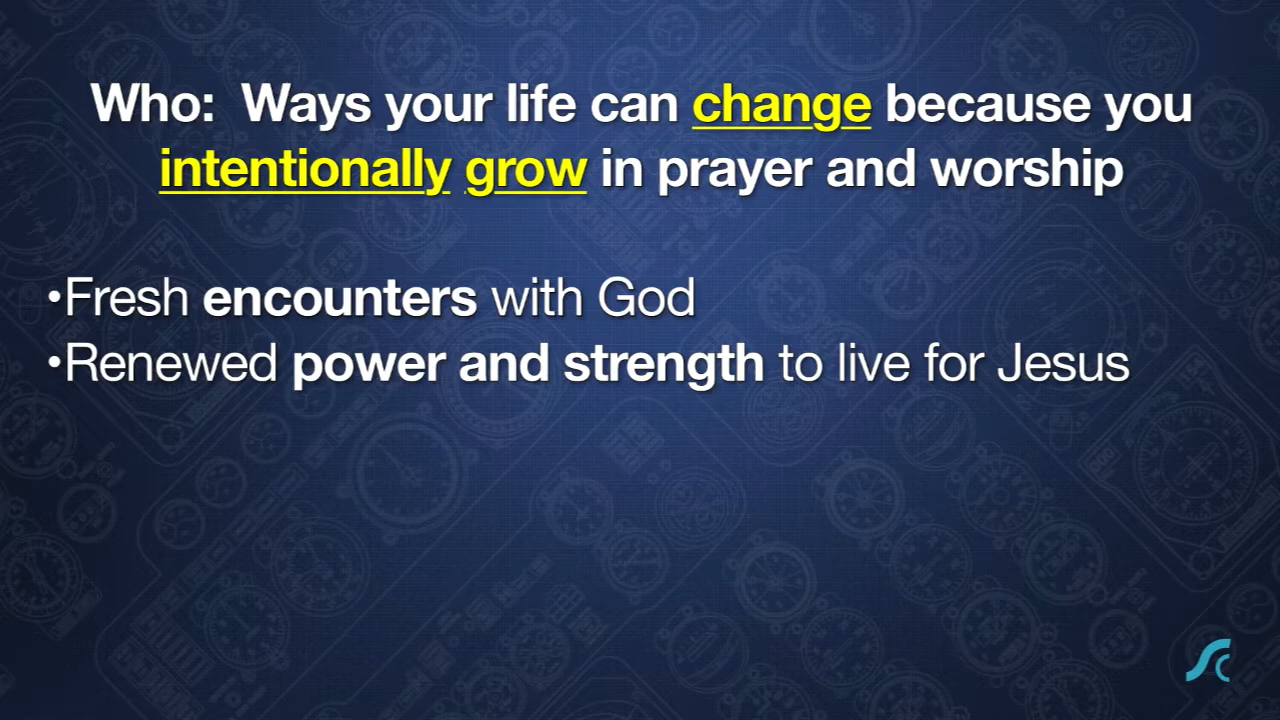 Who: Ways your life can change because you
intentionally grow in prayer and worship
•Fresh encounters with God
•Renewed power and strength to live for Jesus